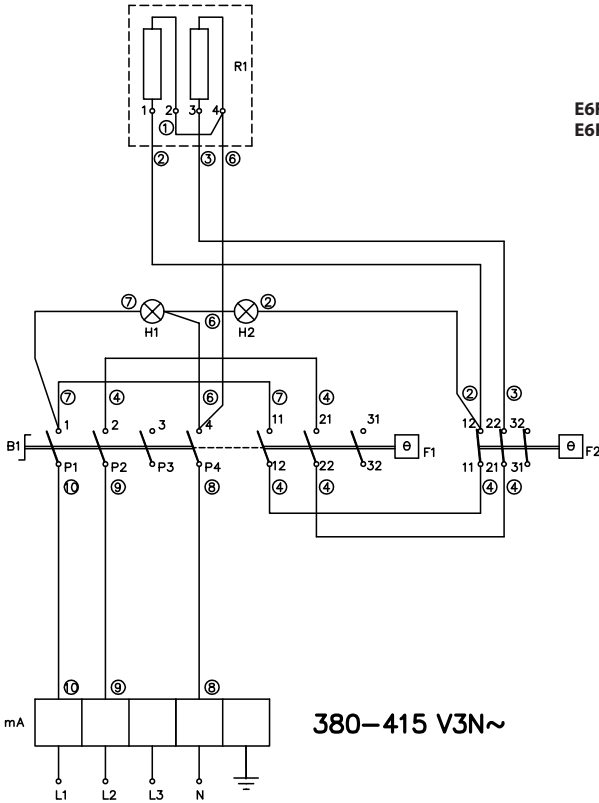 R1
E6F
E6F
1 2 3 4
① 
② ③ ⑥
⑦ ② 
⑥
H1 H2
⑦ ④ ⑥ ⑦ ④ ② ③
1 2 3 4 11 21 31 12 22 32
B1 θ F1 θ F2
P1 P2 P3 P4 12 22 32 11 21 31
⑩ ⑨ ⑧ ④ ④ ④ ④
⑩ ⑨ ⑧
mA
380-415 V3N~
L1 L2 L3 N